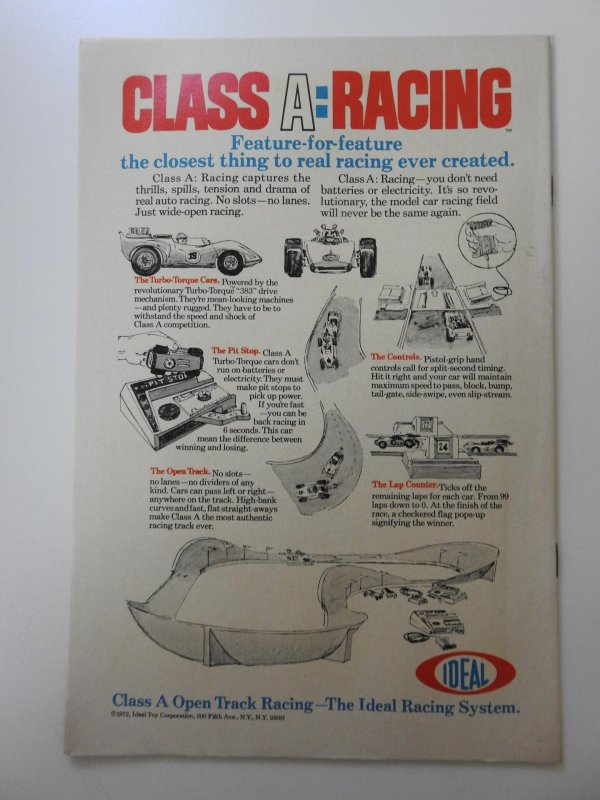 CLASS A: RACING
™
Feature-for-feature
the closest thing to real racing ever created.
Class A: Racing captures the
thrills, spills, tension and drama of
real auto racing. No slots—no lanes.
Just wide-open racing.
Class A: Racing—you don't need
batteries or electricity. It's so revo-
lutionary, the model car racing field
will never be the same again.
The Turbo-Torque Cars. Powered by the
revolutionary Turbo-Torque™ "383" drive
mechanism. They're mean-looking machines
—and plenty rugged. They have to be to
withstand the speed and shock of
Class A competition.
The Pit Stop. Class A
Turbo-Torque cars don't
run on batteries or
electricity. They must
make pit stops to
pick up power.
If you're fast
—you can be
back racing in
6 seconds. This can
mean the difference between
winning and losing.
PIT STOP
The Controls. Pistol-grip hand
controls call for split-second timing.
Hit it right and your car will maintain
maximum speed to pass, block, bump,
tail-gate, side-swipe, even slip-stream.
The Open Track. No slots—
no lanes—no dividers of any
kind. Cars can pass left or right—
anywhere on the track. High-bank
curves and fast, flat straight-aways
make Class A the most authentic
racing track ever.
24
The Lap Counter. Ticks off the
remaining laps for each car. From 99
laps down to 0. At the finish of the
race, a checkered flag pops-up
signifying the winner.
IDEAL
Class A Open Track Racing—The Ideal Racing System.
©1972, Ideal Toy Corporation, 200 Fifth Ave., N.Y., N.Y. 10010